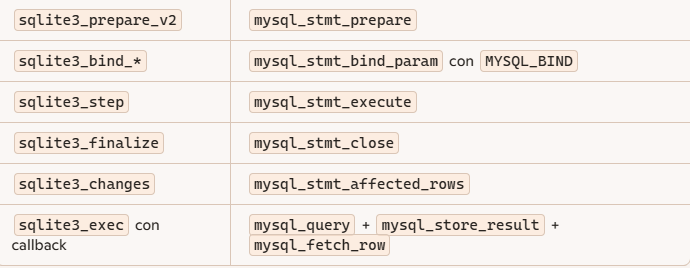 sqlite3_prepare_v2 mysql_stmt_prepare
sqlite3_bind_* mysql_stmt_bind_param con MYSQL_BIND
sqlite3_step mysql_stmt_execute
sqlite3_finalize mysql_stmt_close
sqlite3_changes mysql_stmt_affected_rows
sqlite3_exec con mysql_query + mysql_store_result +
callback mysql_fetch_row